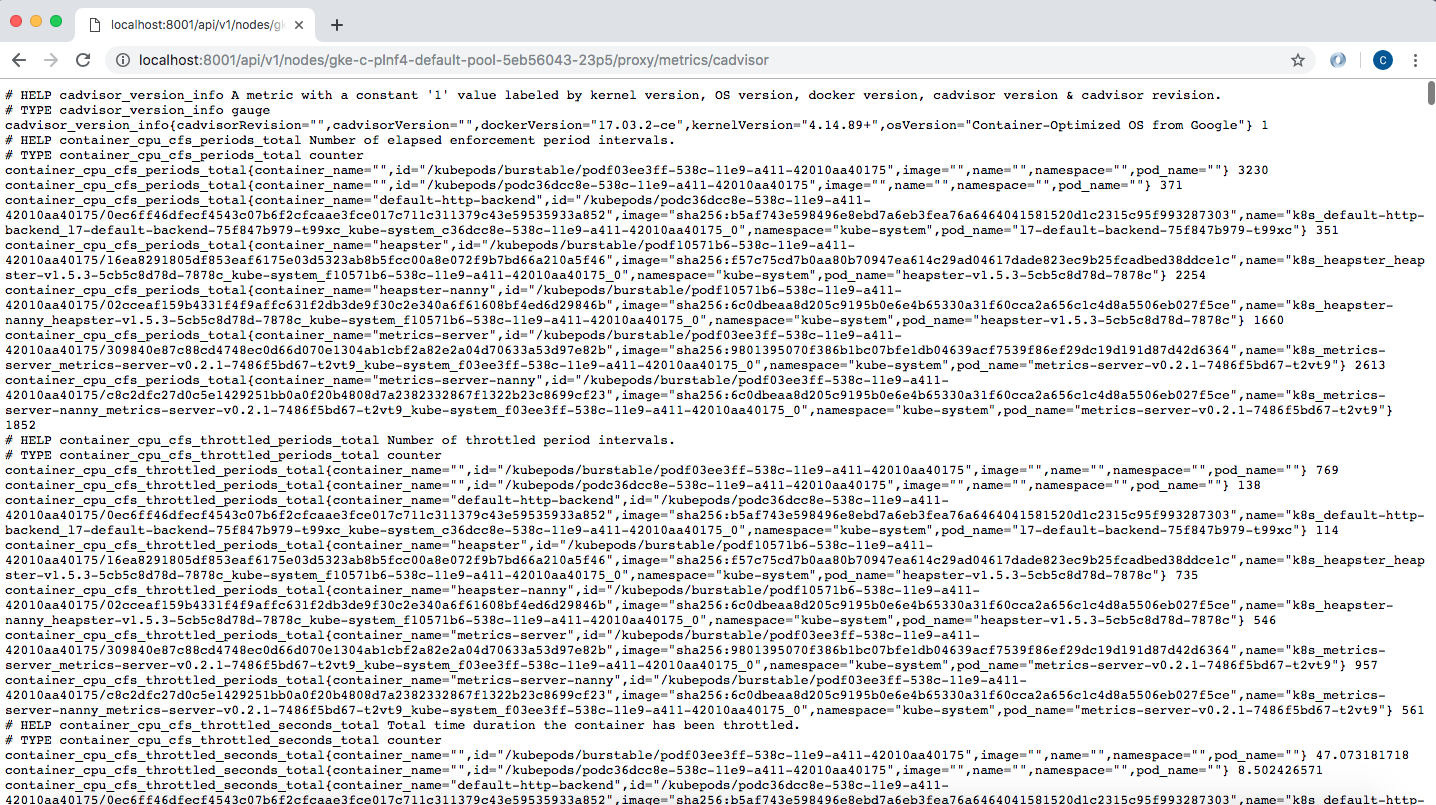 localhost:8001/api/v1/nodes/gk
localhost:8001/api/v1/nodes/gke-c-plnf4-default-pool-5eb56043-23p5/proxy/metrics/cadvisor
C
# HELP cadvisor_version_info A metric with a constant '1' value labeled by kernel version, OS version, docker version, cadvisor version & cadvisor revision.
# TYPE cadvisor_version_info gauge
cadvisor_version_info{cadvisorRevision="",cadvisorVersion="",dockerVersion="17.03.2-ce",kernelVersion="4.14.89+",osVersion="Container-Optimized OS from Google"} 1
# HELP container_cpu_cfs_periods_total Number of elapsed enforcement period intervals.
# TYPE container_cpu_cfs_periods_total counter
container_cpu_cfs_periods_total{container_name="",id="/kubepods/burstable/podf03ee3ff-538c-11e9-a411-42010aa40175",image="",name="",namespace="",pod_name=""} 3230
container_cpu_cfs_periods_total{container_name="",id="/kubepods/podc36dcc8e-538c-11e9-a411-42010aa40175",image="",name="",namespace="",pod_name=""} 371
container_cpu_cfs_periods_total{container_name="default-http-backend",id="/kubepods/podc36dcc8e-538c-11e9-a411-
42010aa40175/0ec6ff46dfecf4543c07b6f2cfcaae3fce017c711c311379c43e59535933a852",image="sha256:b5af743e598496e8ebd7a6eb3fea76a6464041581520d1c2315c95f993287303",name="k8s_default-http-
backend_l7-default-backend-75f847b979-t99xc_kube-system_c36dcc8e-538c-11e9-a411-42010aa40175_0",namespace="kube-system",pod_name="l7-default-backend-75f847b979-t99xc"} 351
container_cpu_cfs_periods_total{container_name="heapster",id="/kubepods/burstable/podf10571b6-538c-11e9-a411-
42010aa40175/16ea8291805df853eaf6175e03d5323ab8b5fcc00a8e072f9b7bd66a210a5f46",image="sha256:f57c75cd7b0aa80b70947ea614c29ad04617dade823ec9b25fcadbed38ddce1c",name="k8s_heapster_heap
ster-v1.5.3-5cb5c8d78d-7878c_kube-system_f10571b6-538c-11e9-a411-42010aa40175_0",namespace="kube-system",pod_name="heapster-v1.5.3-5cb5c8d78d-7878c"} 2254
container_cpu_cfs_periods_total{container_name="heapster-nanny",id="/kubepods/burstable/podf10571b6-538c-11e9-a411-
42010aa40175/02cceaf159b4331f4f9affc631f2db3de9f30c2e340a6f61608bf4ed6d29846b",image="sha256:6c0dbeaa8d205c9195b0e6e4b65330a31f60cca2a656c1c4d8a5506eb027f5ce",name="k8s_heapster-
nanny_heapster-v1.5.3-5cb5c8d78d-7878c_kube-system_f10571b6-538c-11e9-a411-42010aa40175_0",namespace="kube-system",pod_name="heapster-v1.5.3-5cb5c8d78d-7878c"} 1660
container_cpu_cfs_periods_total{container_name="metrics-server",id="/kubepods/burstable/podf03ee3ff-538c-11e9-a411-
42010aa40175/309840e87c88cd4748ec0d66d070e1304ab1cbf2a82e2a04d70633a53d97e82b",image="sha256:9801395070f386b1bc07bfe1db04639acf7539f86ef29dc19d191d87d42d6364",name="k8s_metrics-
server_metrics-server-v0.2.1-7486f5bd67-t2vt9_kube-system_f03ee3ff-538c-11e9-a411-42010aa40175_0",namespace="kube-system",pod_name="metrics-server-v0.2.1-7486f5bd67-t2vt9"} 2613
container_cpu_cfs_periods_total{container_name="metrics-server-nanny",id="/kubepods/burstable/podf03ee3ff-538c-11e9-a411-
42010aa40175/c8c2dfc27d0c5e1429251bb0a0f20b4808d7a2382332867f1322b23c8699cf23",image="sha256:6c0dbeaa8d205c9195b0e6e4b65330a31f60cca2a656c1c4d8a5506eb027f5ce",name="k8s_metrics-
server-nanny_metrics-server-v0.2.1-7486f5bd67-t2vt9_kube-system_f03ee3ff-538c-11e9-a411-42010aa40175_0",namespace="kube-system",pod_name="metrics-server-v0.2.1-7486f5bd67-t2vt9"}
1852
# HELP container_cpu_cfs_throttled_periods_total Number of throttled period intervals.
# TYPE container_cpu_cfs_throttled_periods_total counter
container_cpu_cfs_throttled_periods_total{container_name="",id="/kubepods/burstable/podf03ee3ff-538c-11e9-a411-42010aa40175",image="",name="",namespace="",pod_name=""} 769
container_cpu_cfs_throttled_periods_total{container_name="",id="/kubepods/podc36dcc8e-538c-11e9-a411-42010aa40175",image="",name="",namespace="",pod_name=""} 138
container_cpu_cfs_throttled_periods_total{container_name="default-http-backend",id="/kubepods/podc36dcc8e-538c-11e9-a411-
42010aa40175/0ec6ff46dfecf4543c07b6f2cfcaae3fce017c711c311379c43e59535933a852",image="sha256:b5af743e598496e8ebd7a6eb3fea76a6464041581520d1c2315c95f993287303",name="k8s_default-http-
backend_l7-default-backend-75f847b979-t99xc_kube-system_c36dcc8e-538c-11e9-a411-42010aa40175_0",namespace="kube-system",pod_name="l7-default-backend-75f847b979-t99xc"} 114
container_cpu_cfs_throttled_periods_total{container_name="heapster",id="/kubepods/burstable/podf10571b6-538c-11e9-a411-
42010aa40175/16ea8291805df853eaf6175e03d5323ab8b5fcc00a8e072f9b7bd66a210a5f46",image="sha256:f57c75cd7b0aa80b70947ea614c29ad04617dade823ec9b25fcadbed38ddce1c",name="k8s_heapster_heap
ster-v1.5.3-5cb5c8d78d-7878c_kube-system_f10571b6-538c-11e9-a411-42010aa40175_0",namespace="kube-system",pod_name="heapster-v1.5.3-5cb5c8d78d-7878c"} 735
container_cpu_cfs_throttled_periods_total{container_name="heapster-nanny",id="/kubepods/burstable/podf10571b6-538c-11e9-a411-
42010aa40175/02cceaf159b4331f4f9affc631f2db3de9f30c2e340a6f61608bf4ed6d29846b",image="sha256:6c0dbeaa8d205c9195b0e6e4b65330a31f60cca2a656c1c4d8a5506eb027f5ce",name="k8s_heapster-
nanny_heapster-v1.5.3-5cb5c8d78d-7878c_kube-system_f10571b6-538c-11e9-a411-42010aa40175_0",namespace="kube-system",pod_name="heapster-v1.5.3-5cb5c8d78d-7878c"} 546
container_cpu_cfs_throttled_periods_total{container_name="metrics-server",id="/kubepods/burstable/podf03ee3ff-538c-11e9-a411-
42010aa40175/309840e87c88cd4748ec0d66d070e1304ab1cbf2a82e2a04d70633a53d97e82b",image="sha256:9801395070f386b1bc07bfe1db04639acf7539f86ef29dc19d191d87d42d6364",name="k8s_metrics-
server_metrics-server-v0.2.1-7486f5bd67-t2vt9_kube-system_f03ee3ff-538c-11e9-a411-42010aa40175_0",namespace="kube-system",pod_name="metrics-server-v0.2.1-7486f5bd67-t2vt9"} 957
container_cpu_cfs_throttled_periods_total{container_name="metrics-server-nanny",id="/kubepods/burstable/podf03ee3ff-538c-11e9-a411-
42010aa40175/c8c2dfc27d0c5e1429251bb0a0f20b4808d7a2382332867f1322b23c8699cf23",image="sha256:6c0dbeaa8d205c9195b0e6e4b65330a31f60cca2a656c1c4d8a5506eb027f5ce",name="k8s_metrics-
server-nanny_metrics-server-v0.2.1-7486f5bd67-t2vt9_kube-system_f03ee3ff-538c-11e9-a411-42010aa40175_0",namespace="kube-system",pod_name="metrics-server-v0.2.1-7486f5bd67-t2vt9"} 561
# HELP container_cpu_cfs_throttled_seconds_total Total time duration the container has been throttled.
# TYPE container_cpu_cfs_throttled_seconds_total counter
container_cpu_cfs_throttled_seconds_total{container_name="",id="/kubepods/burstable/podf03ee3ff-538c-11e9-a411-42010aa40175",image="",name="",namespace="",pod_name=""} 47.073181718
container_cpu_cfs_throttled_seconds_total{container_name="",id="/kubepods/podc36dcc8e-538c-11e9-a411-42010aa40175",image="",name="",namespace="",pod_name=""} 8.502426571
container_cpu_cfs_throttled_seconds_total{container_name="default-http-backend",id="/kubepods/podc36dcc8e-538c-11e9-a411-
42010aa40175/0ec6ff46dfecf4543c07b6f2cfcaae3fce017c711c311379c43e59535933a852",image="sha256:b5af743e598496e8ebd7a6eb3fea76a6464041581520d1c2315c95f993287303",name="k8s_default-http-